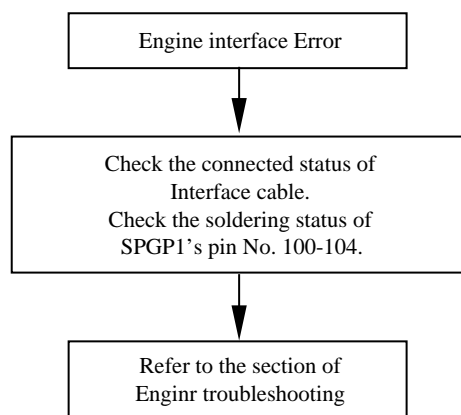 Engine interface Error
Check the connected status of
Interface cable.
Check the soldering status of
SPGP1’s pin No. 100-104.
Refer to the section of
Enginr troubleshooting